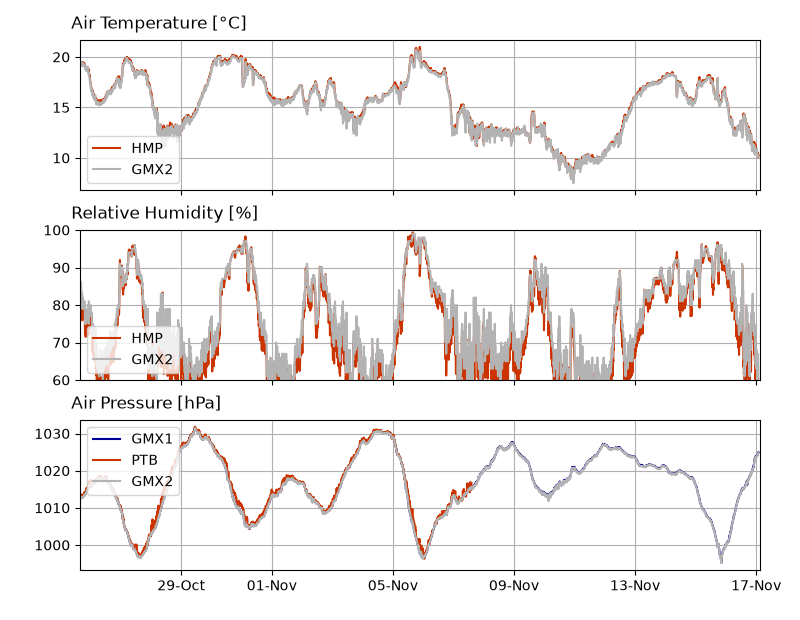 Air Temperature [°C]
20
15
10
HMP
GMX2
Relative Humidity [%]
100
90
80
70
60
HMP
GMX2
Air Pressure [hPa]
1030
1020
1010
1000
GMX1
PTB
GMX2
29-Oct 01-Nov 05-Nov 09-Nov 13-Nov 17-Nov